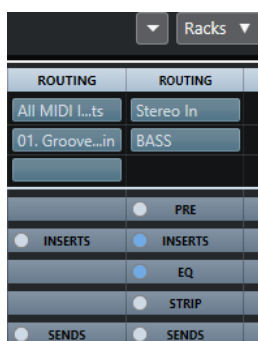 Racks
ROUTING ROUTING
All MIDI I...ts Stereo In
01. Groove...in BASS
PRE
INSERTS INSERTS
EQ
STRIP
SENDS SENDS